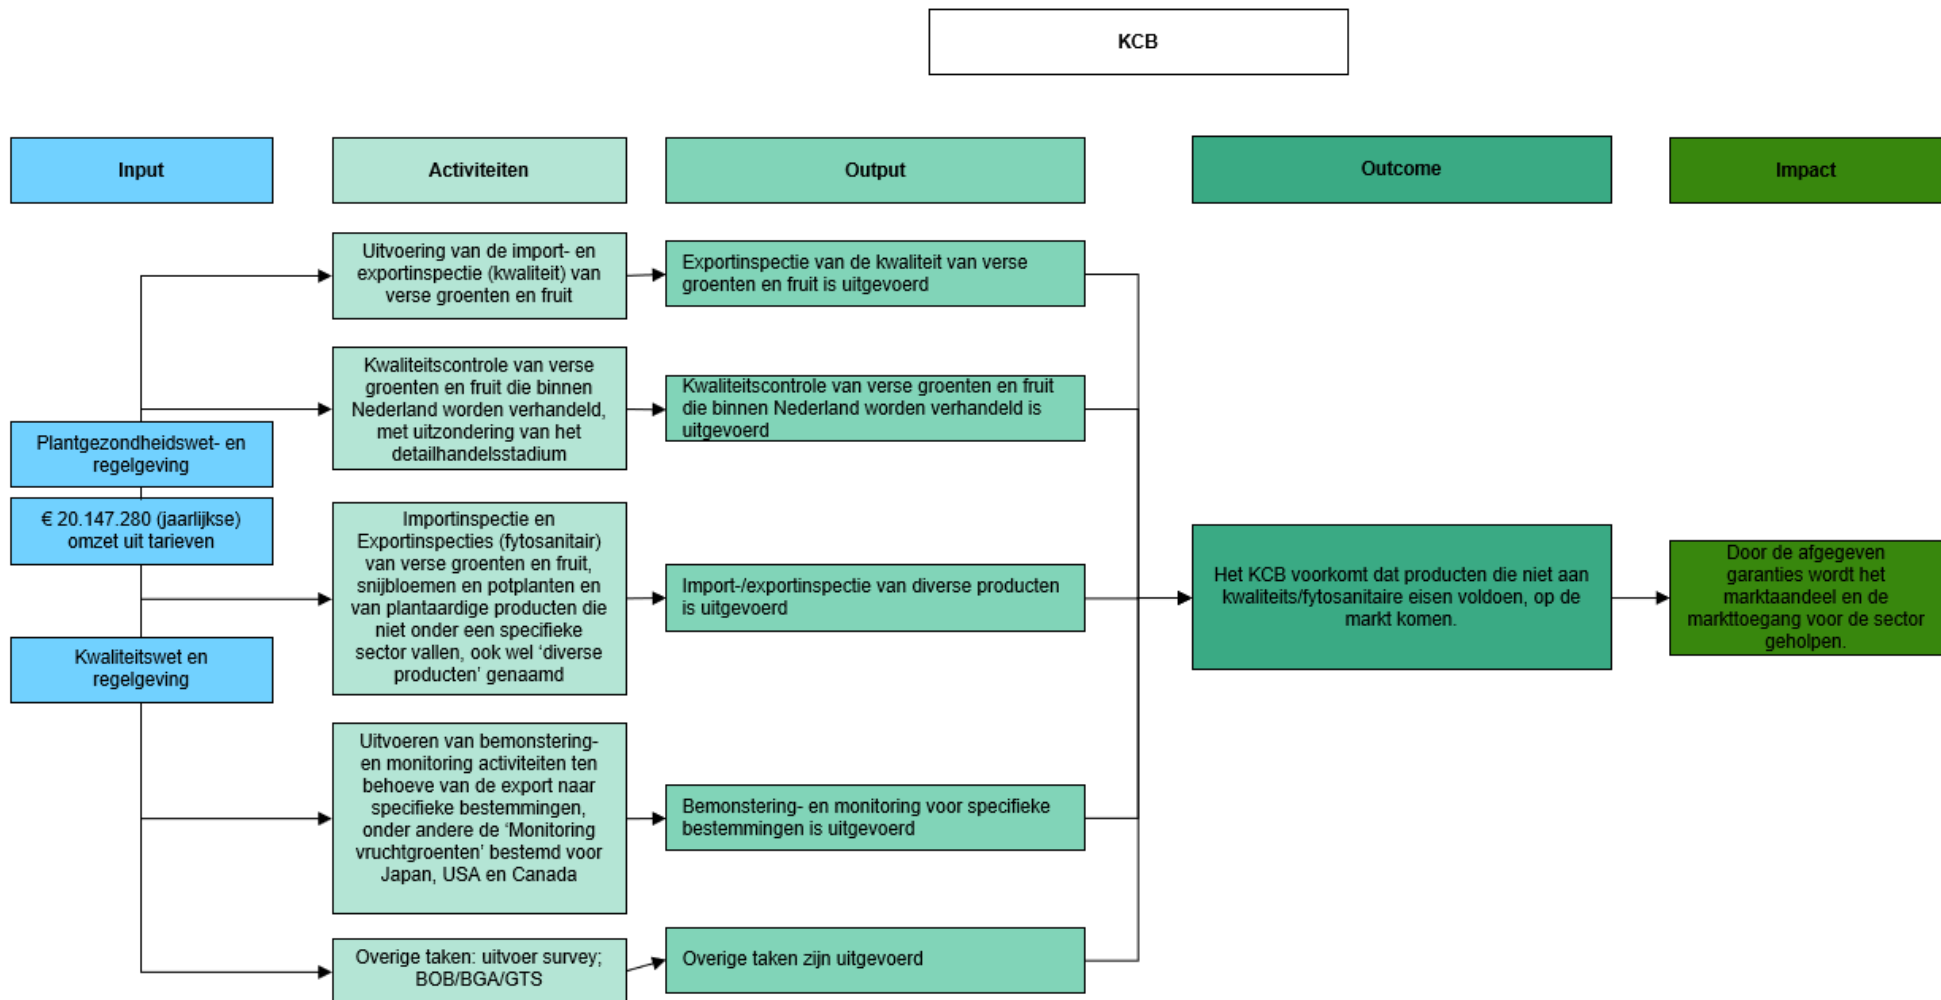 KCB
Input
Activiteiten
Output
Outcome
Impact
Plantgezondheidswet- en
regelgeving
€ 20.147.280 (jaarlijkse)
omzet uit tarieven
Kwaliteitswet en
regelgeving
Uitvoering van de import- en
exportinspectie (kwaliteit) van
verse groenten en fruit
Kwaliteitscontrole van verse
groenten en fruit die binnen
Nederland worden verhandeld,
met uitzondering van het
detailhandelsstadium
Importinspectie en
Exportinspecties (fytosanitair)
van verse groenten en fruit,
snijbloemen en potplanten en
van plantaardige producten die
niet onder een specifieke
sector vallen, ook wel ‘diverse
producten’ genaamd
Uitvoeren van bemonstering-
en monitoring activiteiten ten
behoeve van de export naar
specifieke bestemmingen,
onder andere de ‘Monitoring
vruchtgroenten’ bestemd voor
Japan, USA en Canada
Overige taken: uitvoer survey;
BOB/BGA/GTS
Exportinspectie van de kwaliteit van verse
groenten en fruit is uitgevoerd
Kwaliteitscontrole van verse groenten en fruit
die binnen Nederland worden verhandeld is
uitgevoerd
Import-/exportinspectie van diverse producten
is uitgevoerd
Bemonstering- en monitoring voor specifieke
bestemmingen is uitgevoerd
Overige taken zijn uitgevoerd
Het KCB voorkomt dat producten die niet aan
kwaliteits/fytosanitaire eisen voldoen, op de
markt komen.
Door de afgegeven
garanties wordt het
marktaandeel en de
markttoegang voor de sector
geholpen.